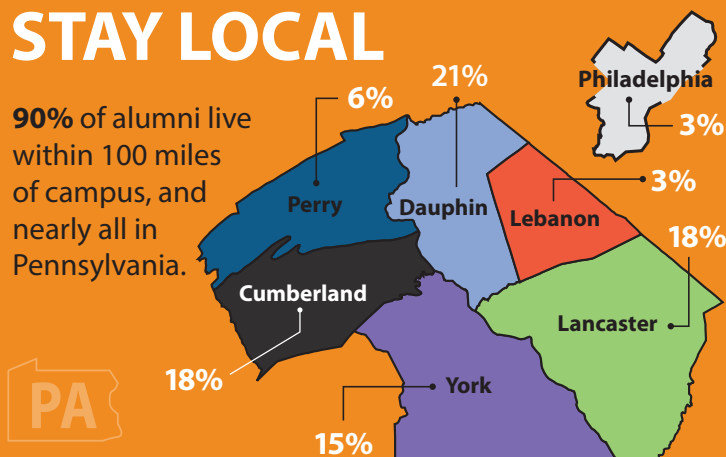 STAY LOCAL
90% of alumni live
within 100 miles
of campus, and
nearly all in
Pennsylvania.
6%
21%
Philadelphia
3%
3%
Perry
Dauphin
Lebanon
18%
Cumberland
Lancaster
18%
York
15%
PA